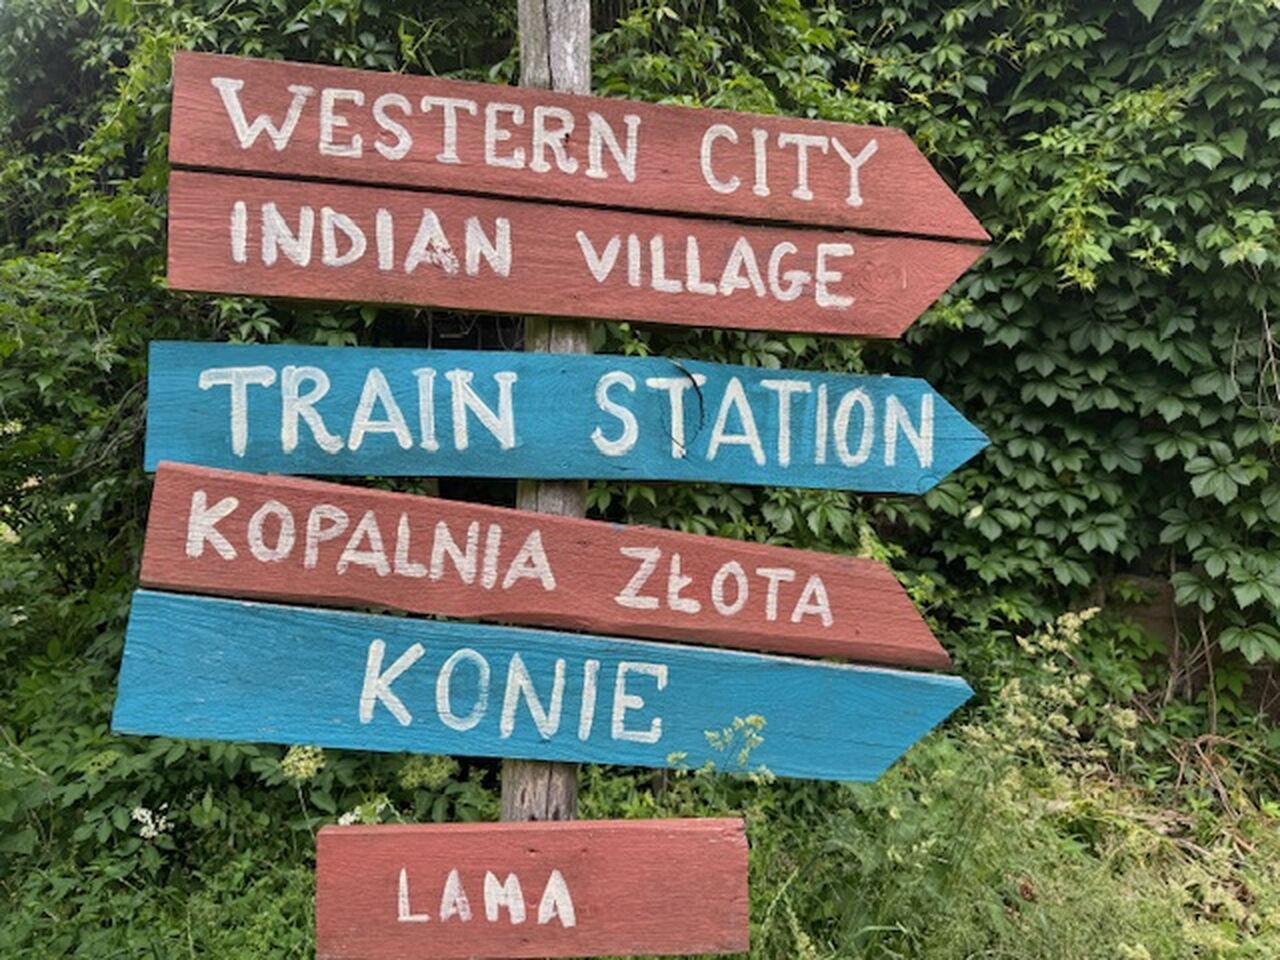 WESTERN CITY
INDIAN VILLAGE
TRAIN STATION
KOPALNIA ZŁOTA
KONIE
LAMA